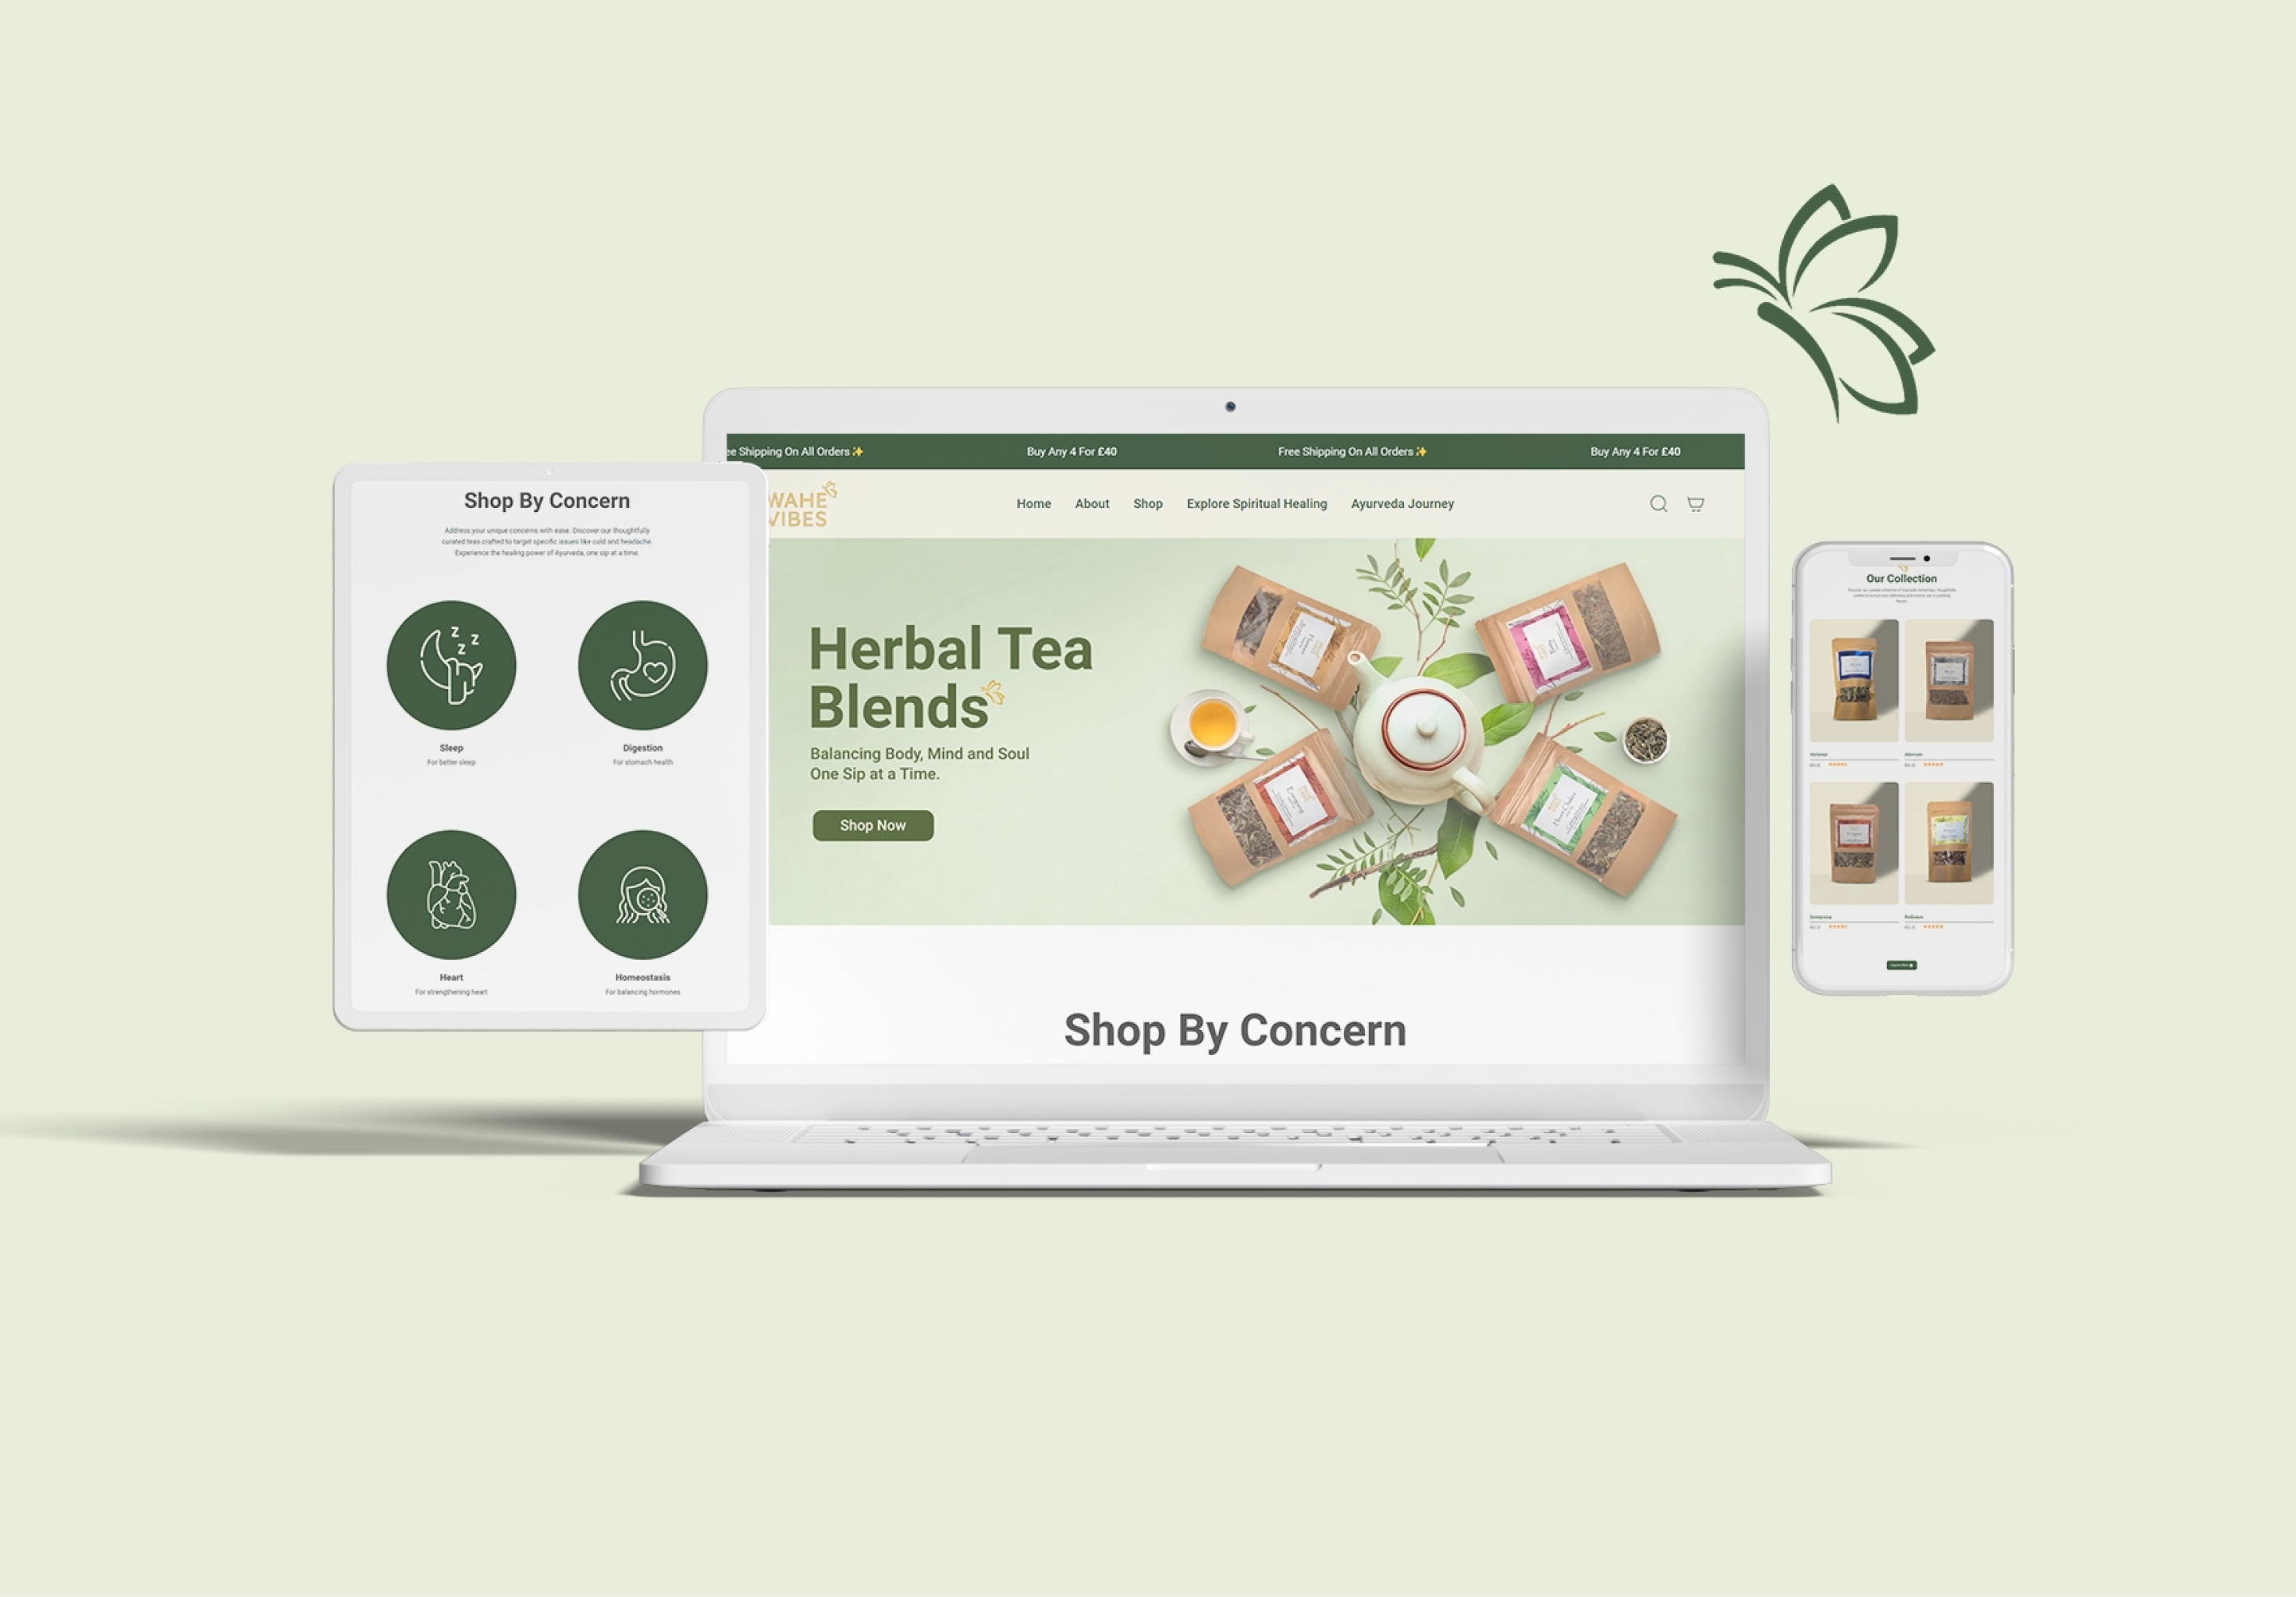 Shop By Concern
Address your unique concerns with ease. Discover our thoughtfully
curated teas crafted to target specific issues like cold and headache.
Experience the healing power of Ayurveda, one sip at a time.
z z
z
Sleep
For better sleep
Digestion
For stomach health
Heart
For strengthening heart
Homeostasis
For balancing hormones
ee Shipping On All Orders✨
Buy Any 4 For £40
Free Shipping On All Orders✨
Buy Any 4 For £40
WAHE
VIBES
Home
About
Shop
Explore Spiritual Healing
Ayurveda Journey
Herbal Tea
Blends
Balancing Body, Mind and Soul
One Sip at a Time.
Shop Now
Shop By Concern
Our Collection